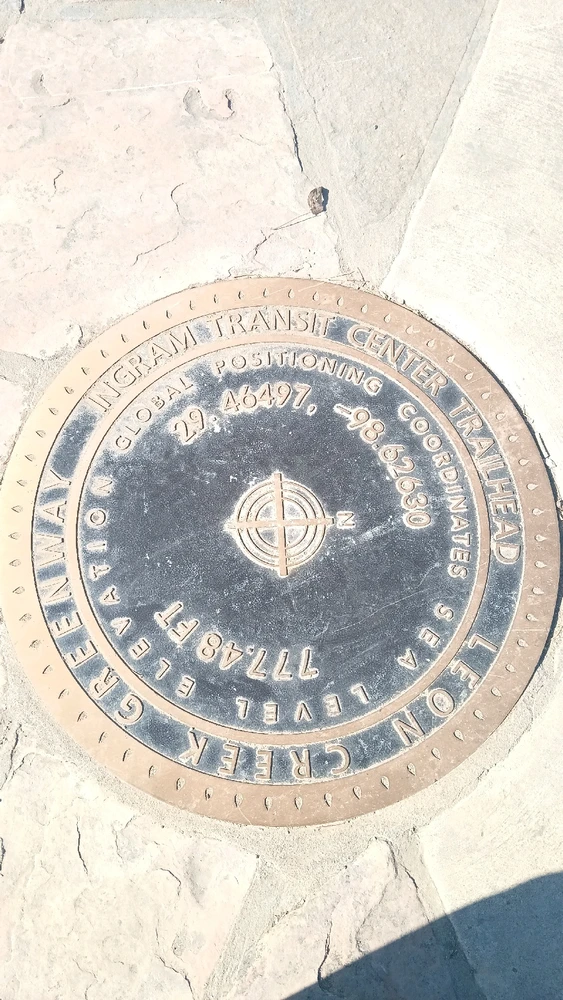 INGRAM TRANSIT CENTER TRAILHEAD
GLOBAL POSITIONING COORDINATES
29.46497, -98.62630
N
777.48 FT
SEA LEVEL ELEVATION
LEON CREEK GREENWAY